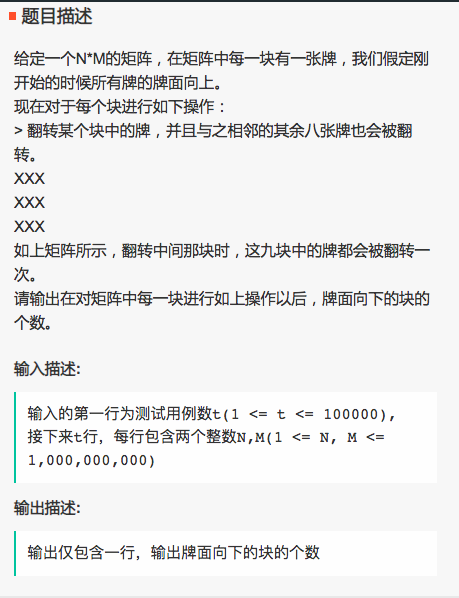 题目描述
给定一个N*M的矩阵，在矩阵中每一块有一张牌，我们假定刚
开始的时候所有牌的牌面向上。
现在对于每个块进行如下操作：
> 翻转某个块中的牌，并且与之相邻的其余八张牌也会被翻
转。
XXX
XXX
XXX
如上矩阵所示，翻转中间那块时，这九块中的牌都会被翻转一
次。
请输出在对矩阵中每一块进行如上操作以后，牌面向下的块的
个数。
输入描述:
输入的第一行为测试用例数t(1 <= t <= 100000),
接下来t行，每行包含两个整数N,M(1 <= N, M <=
1,000,000,000)
输出描述:
输出仅包含一行，输出牌面向下的块的个数